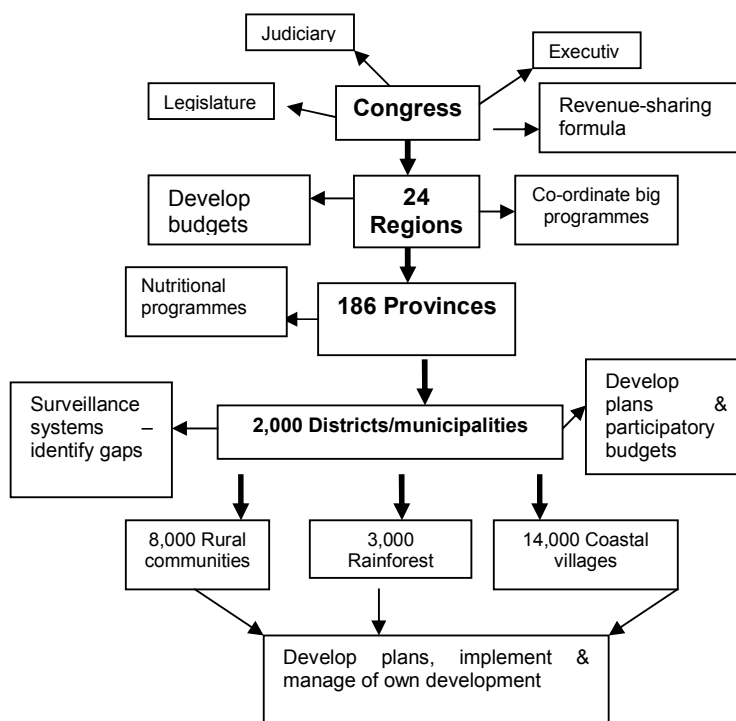 Judiciary
Executiv
Legislature
Congress
Revenue-sharing
formula
Develop
budgets
24
Regions
Co-ordinate big
programmes
Nutritional
programmes
186 Provinces
Surveillance
systems –
identify gaps
2,000 Districts/municipalities
Develop
plans &
participatory
budgets
8,000 Rural
communities
3,000
Rainforest
14,000 Coastal
villages
Develop plans, implement &
manage of own development